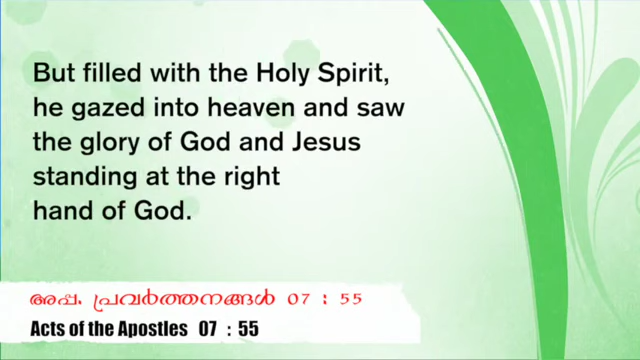 But filled with the Holy Spirit,
he gazed into heaven and saw
the glory of God and Jesus
standing at the right
hand of God.
അപ്പ. പ്രവർത്തനങ്ങൾ 07 : 55
Acts of the Apostles 07 : 55